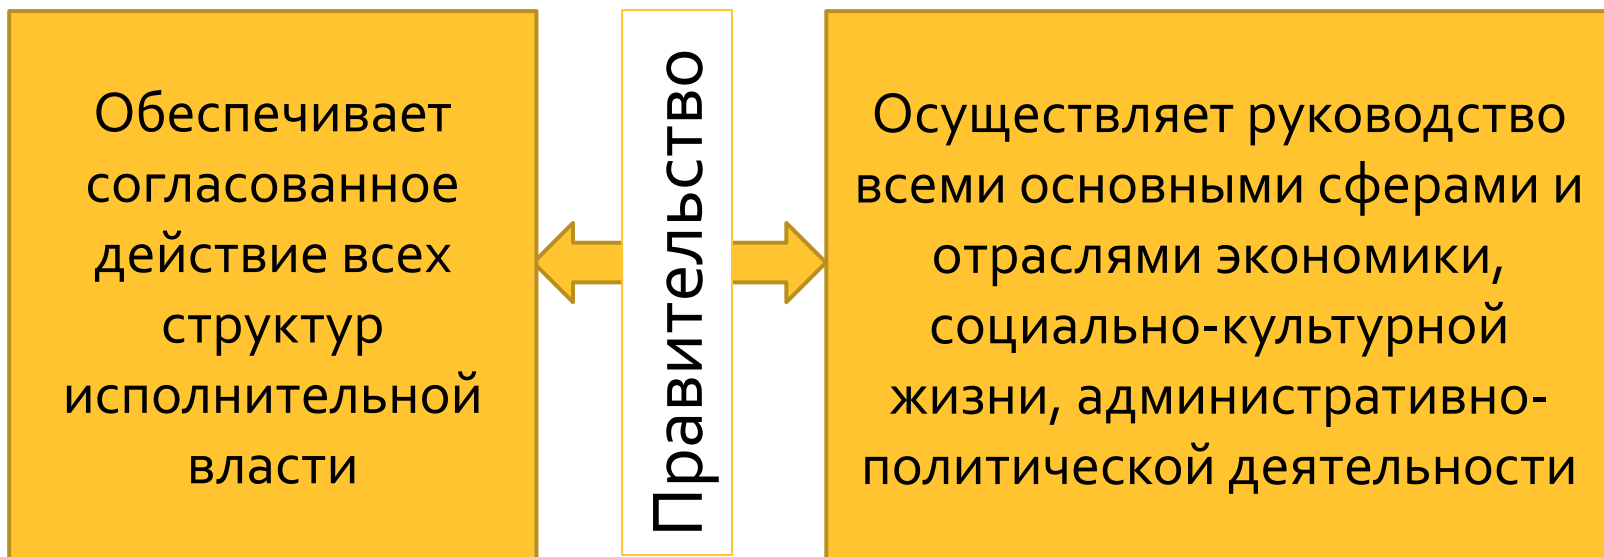 Обеспечивает
согласованное
действие всех
структур
исполнительной
власти
Правительство
Осуществляет руководство
всеми основными сферами и
отраслями экономики,
социально-культурной
жизни, административно-
политической деятельности